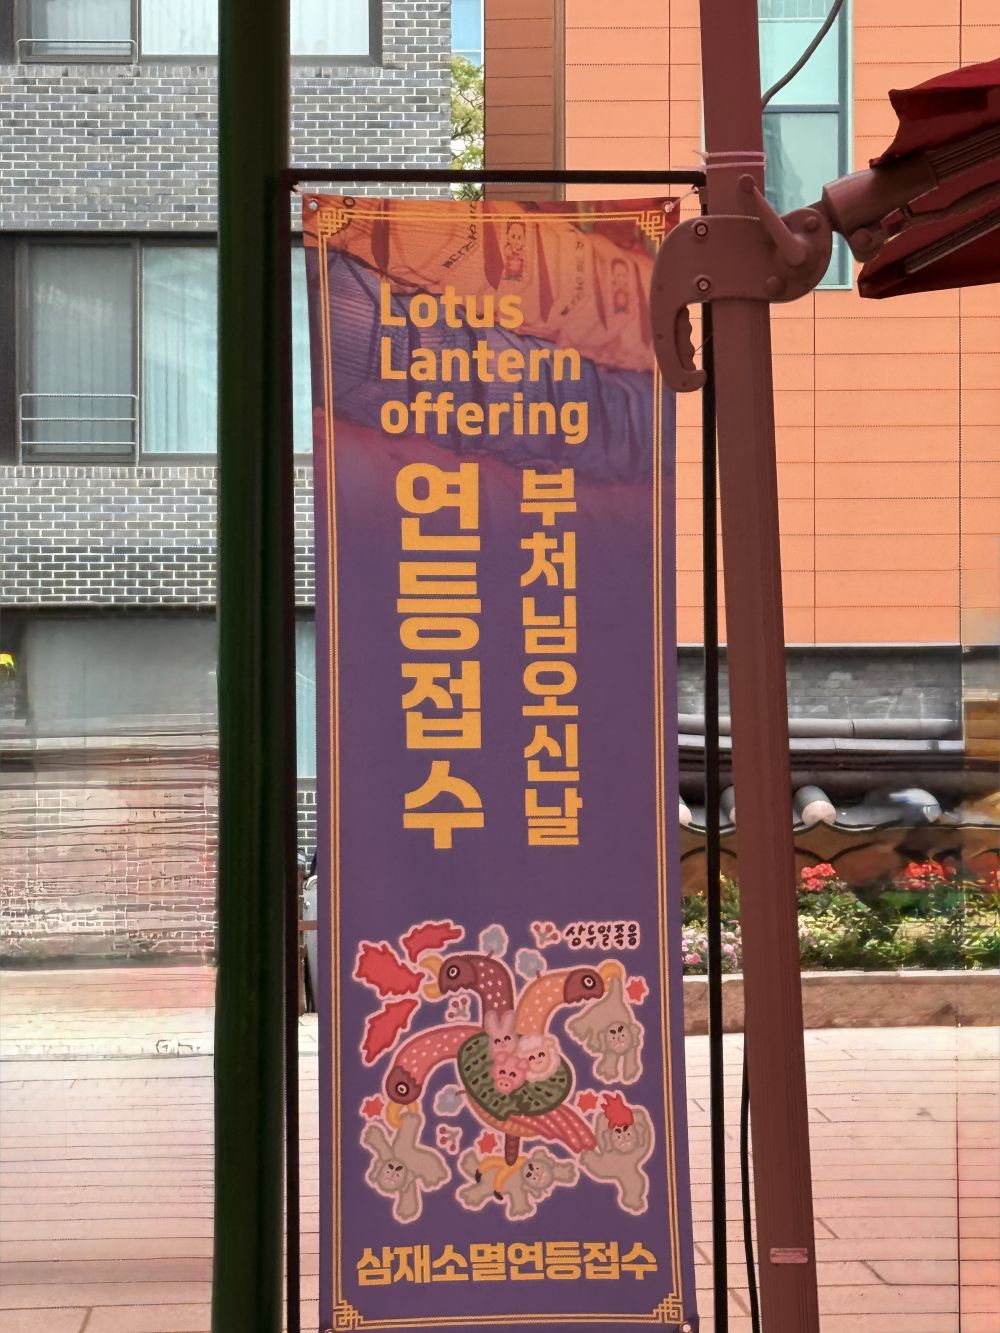 Lotus
Lantern
offering
부처님오신날
연등접수
삼두일족응
삼재소멸연등접수